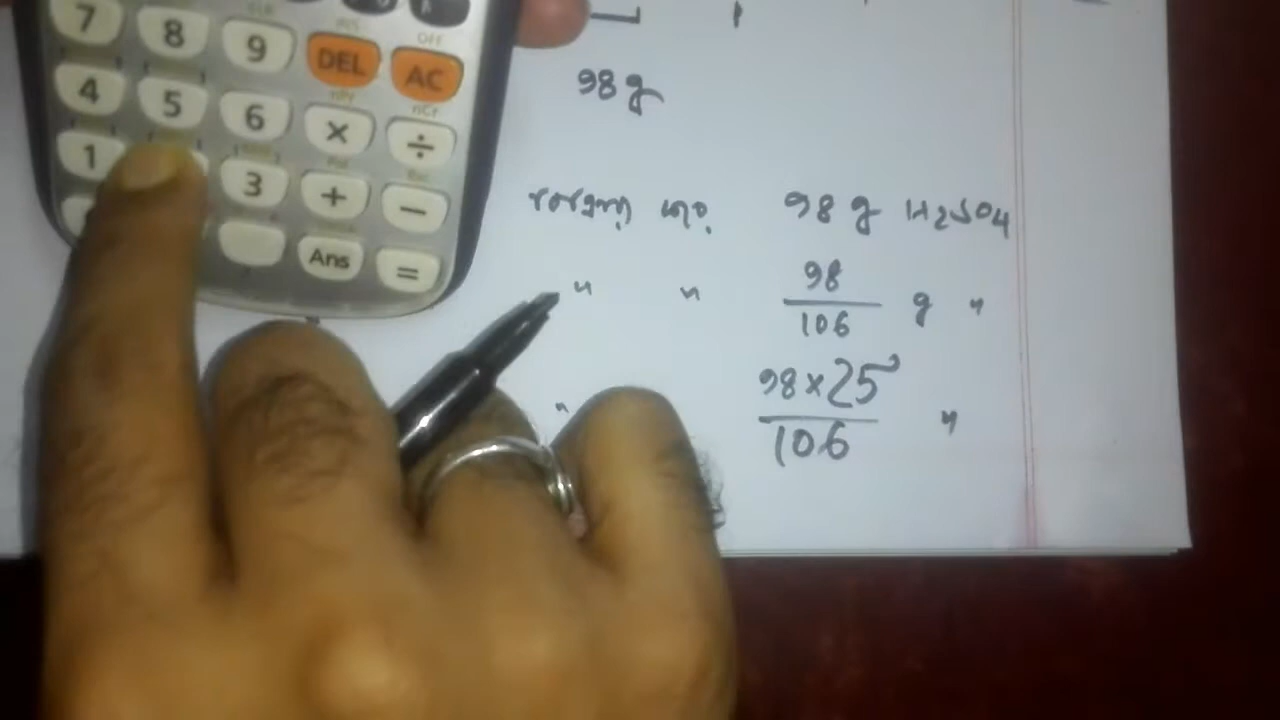 7 8 9 DEL AC
4 5 6 × ÷
1 3 + −
Ans =
98 g
98 g H₂SO₄
" " 98/106 g "
" 98×25/106 "